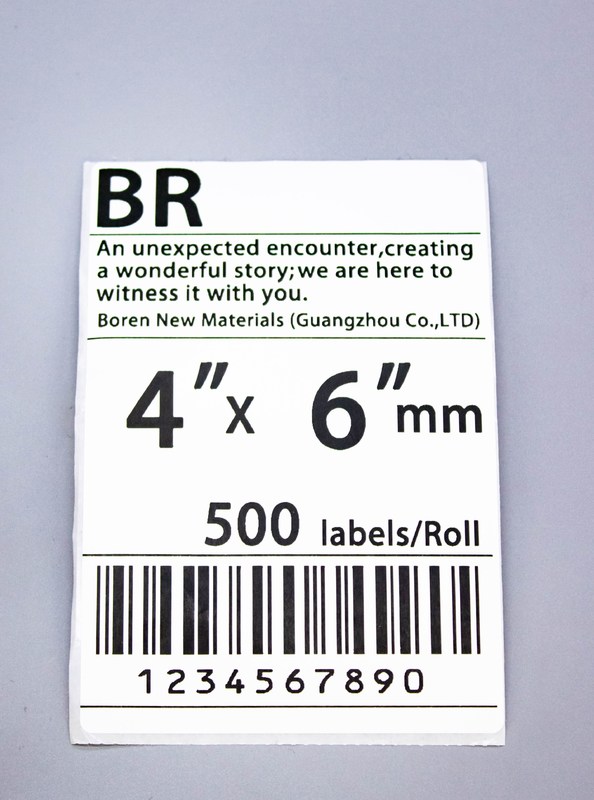 BR
An unexpected encounter,creating
a wonderful story;we are here to
witness it with you.
Boren New Materials (Guangzhou Co.,LTD)
4"x 6"mm
500 labels/Roll
1234567890